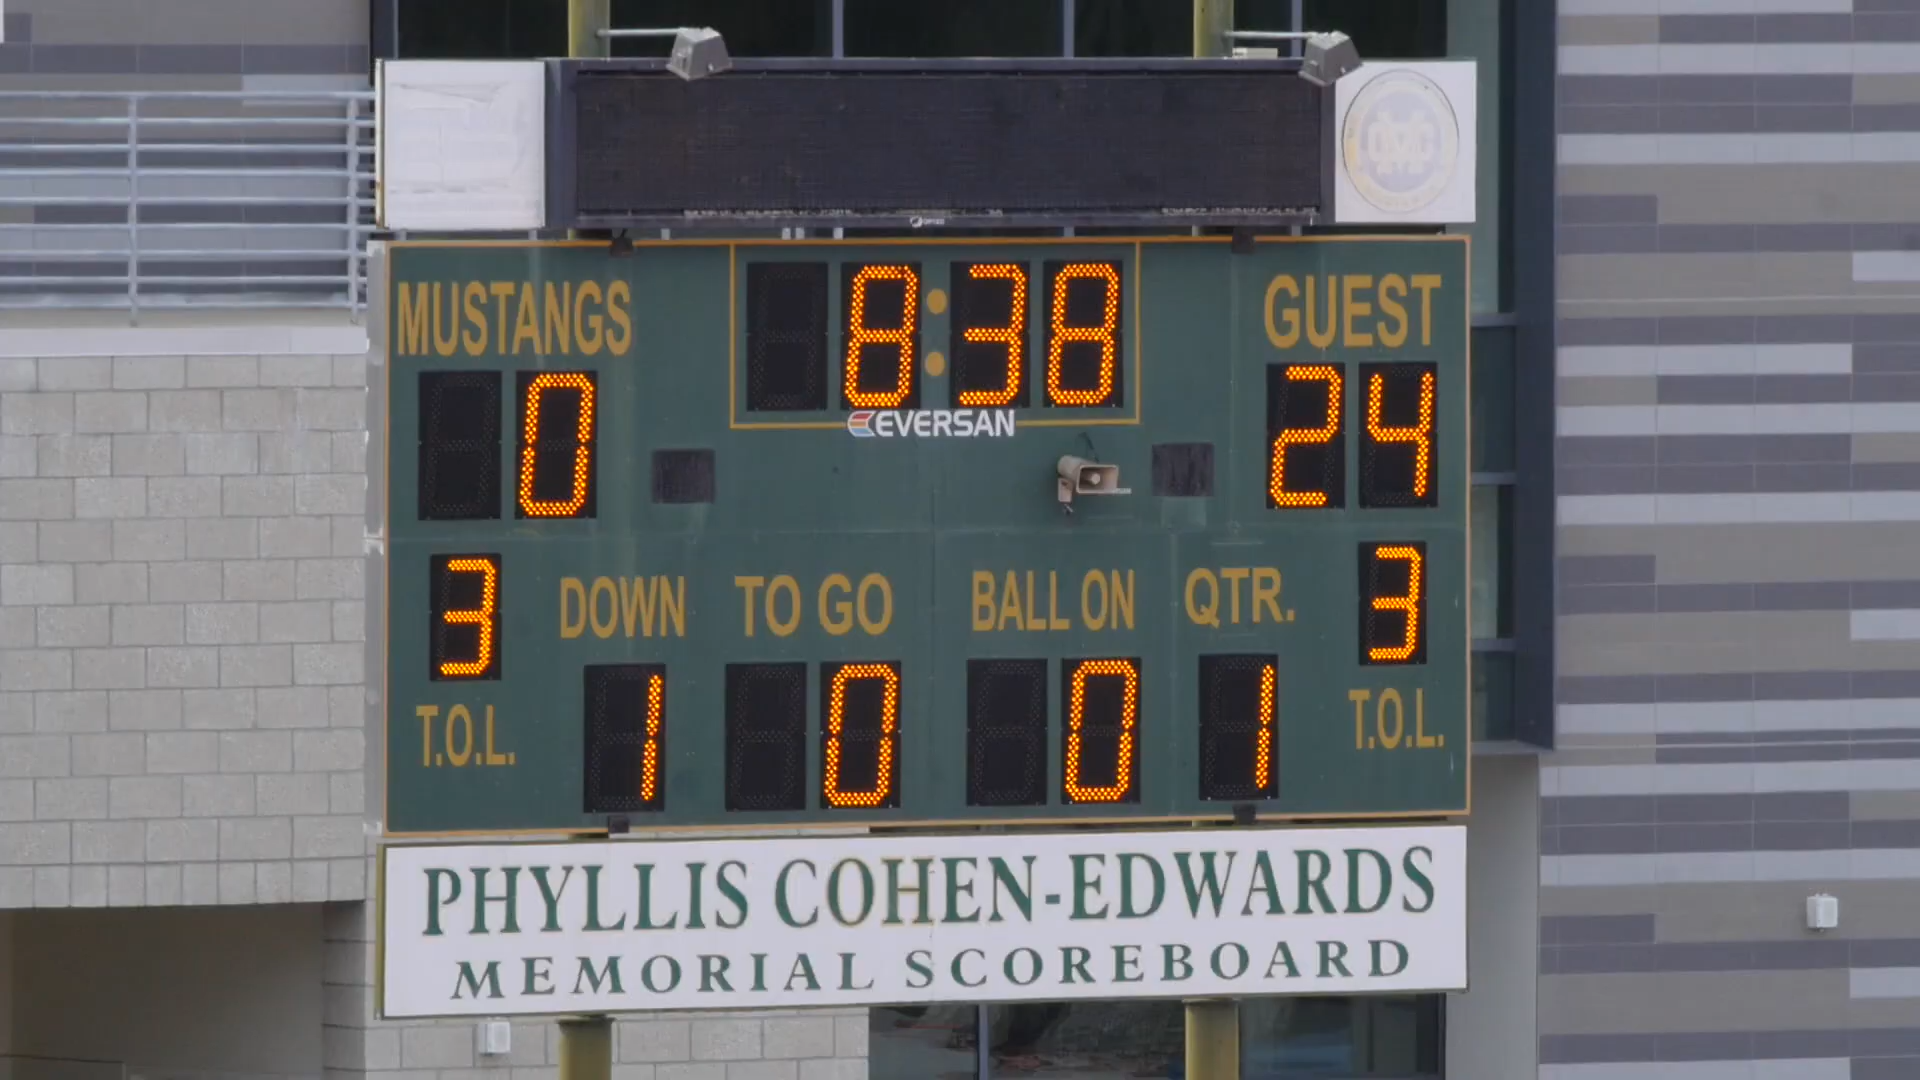 MUSTANGS 8:38 GUEST
EVERSAN
0 24
3 DOWN TO GO BALL ON QTR. 3
T.O.L. 1 0 0 1 T.O.L.
PHYLLIS COHEN-EDWARDS
MEMORIAL SCOREBOARD